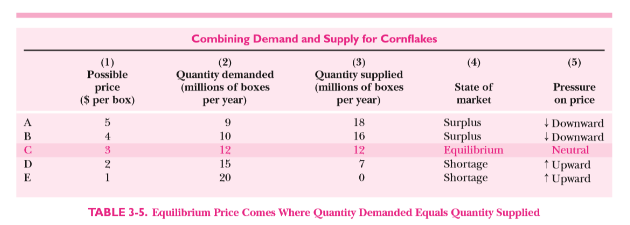 Combining Demand and Supply for Cornflakes
(1) (2) (3) (4) (5)
Possible Quantity demanded Quantity supplied
price (millions of boxes (millions of boxes State of Pressure
($ per box) per year) per year) market on price
A 5 9 18 Surplus ↓ Downward
B 4 10 16 Surplus ↓ Downward
C 3 12 12 Equilibrium Neutral
D 2 15 7 Shortage ↑ Upward
E 1 20 0 Shortage ↑ Upward
TABLE 3-5. Equilibrium Price Comes Where Quantity Demanded Equals Quantity Supplied